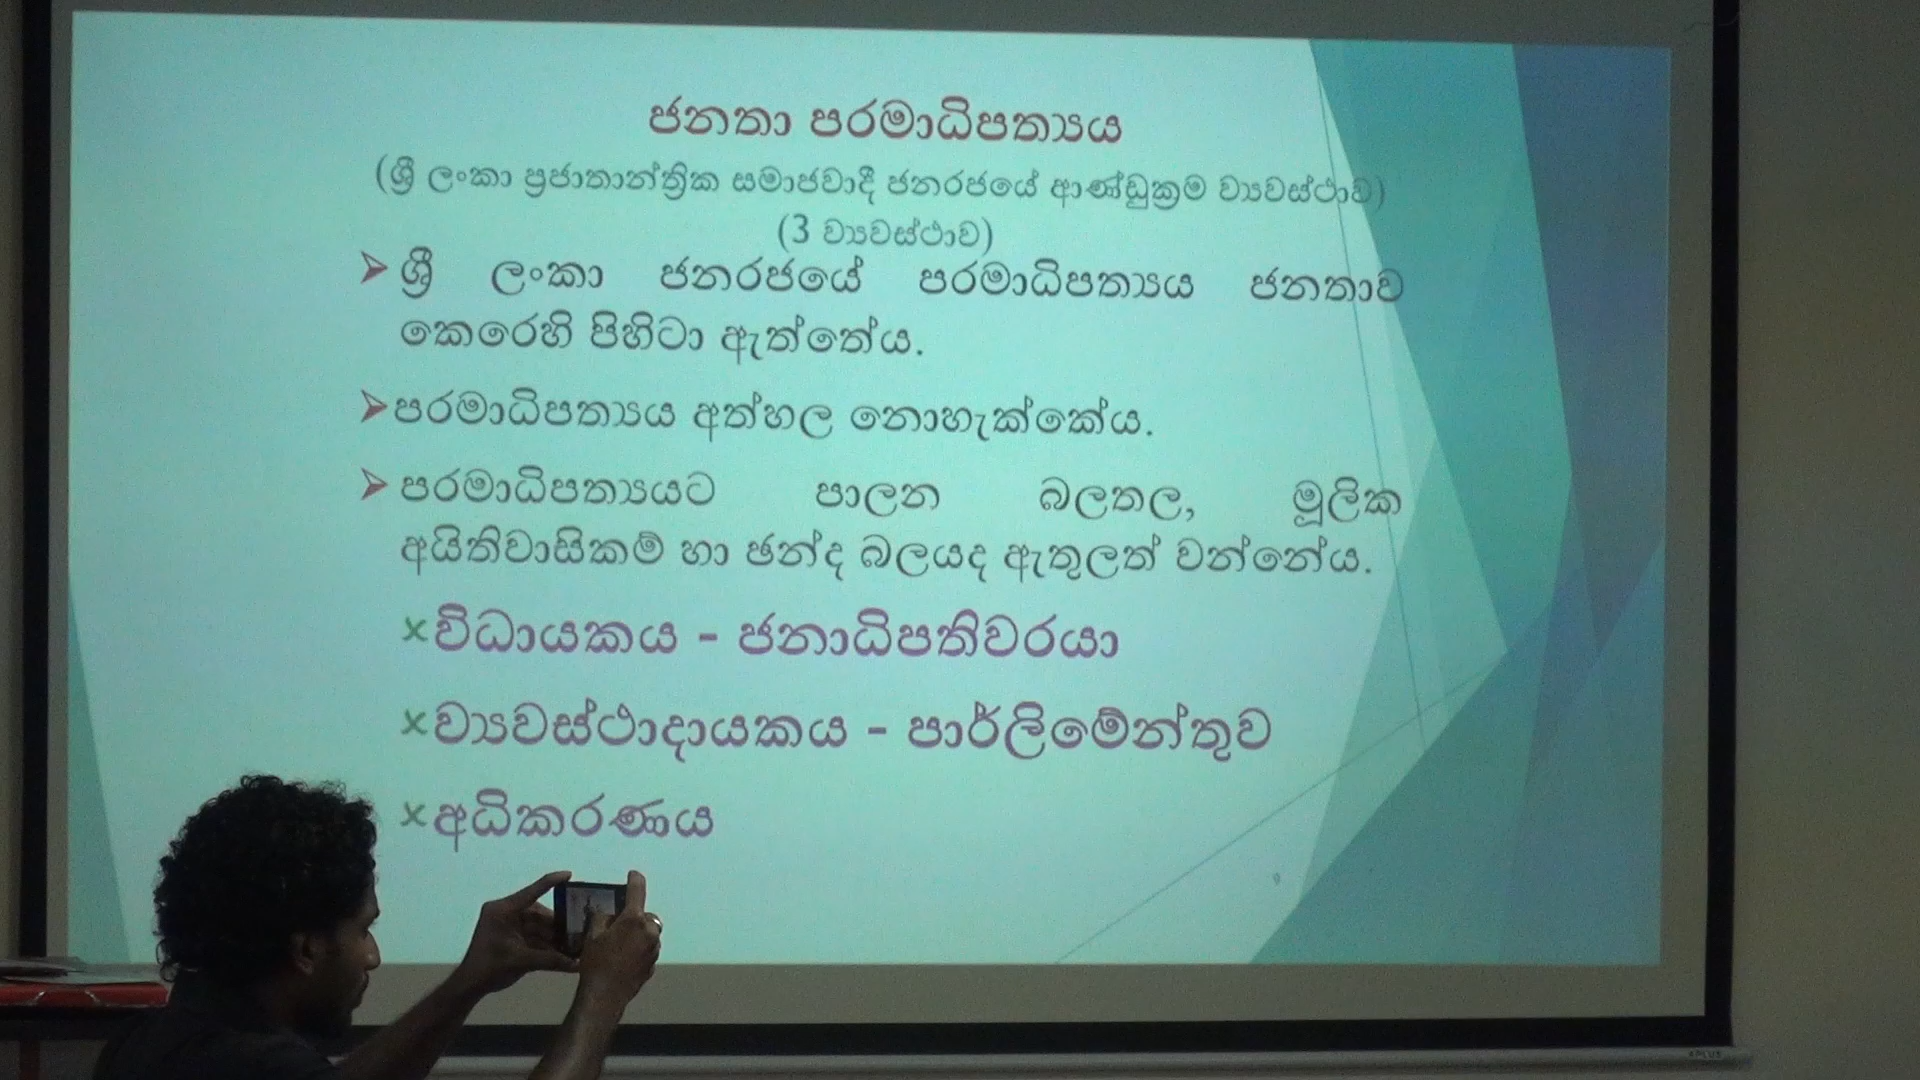 ජනතා පරමාධිපත්‍යය
(ශ්‍රී ලංකා ප්‍රජාතාන්ත්‍රික සමාජවාදී ජනරජයේ ආණ්ඩුක්‍රම ව්‍යවස්ථාව)
(3 ව්‍යවස්ථාව)
➤ ශ්‍රී ලංකා ජනරජයේ පරමාධිපත්‍යය ජනතාව
කෙරෙහි පිහිටා ඇත්තේය.
➤ පරමාධිපත්‍යය අත්හල නොහැක්කේය.
➤ පරමාධිපත්‍යයට පාලන බලතල, මූලික
අයිතිවාසිකම් හා ඡන්ද බලයද ඇතුලත් වන්නේය.
× විධායකය - ජනාධිපතිවරයා
× ව්‍යවස්ථාදායකය - පාර්ලිමේන්තුව
× අධිකරණය
9